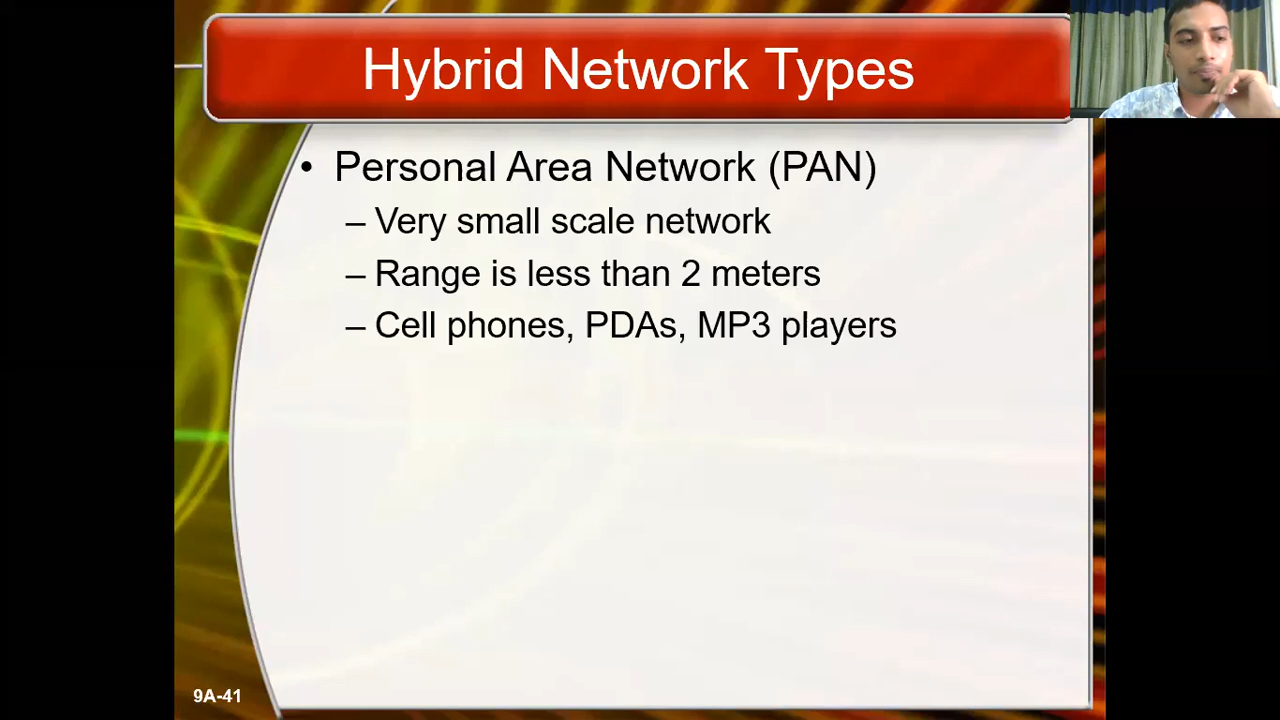 Hybrid Network Types
• Personal Area Network (PAN)
– Very small scale network
– Range is less than 2 meters
– Cell phones, PDAs, MP3 players
9A-41